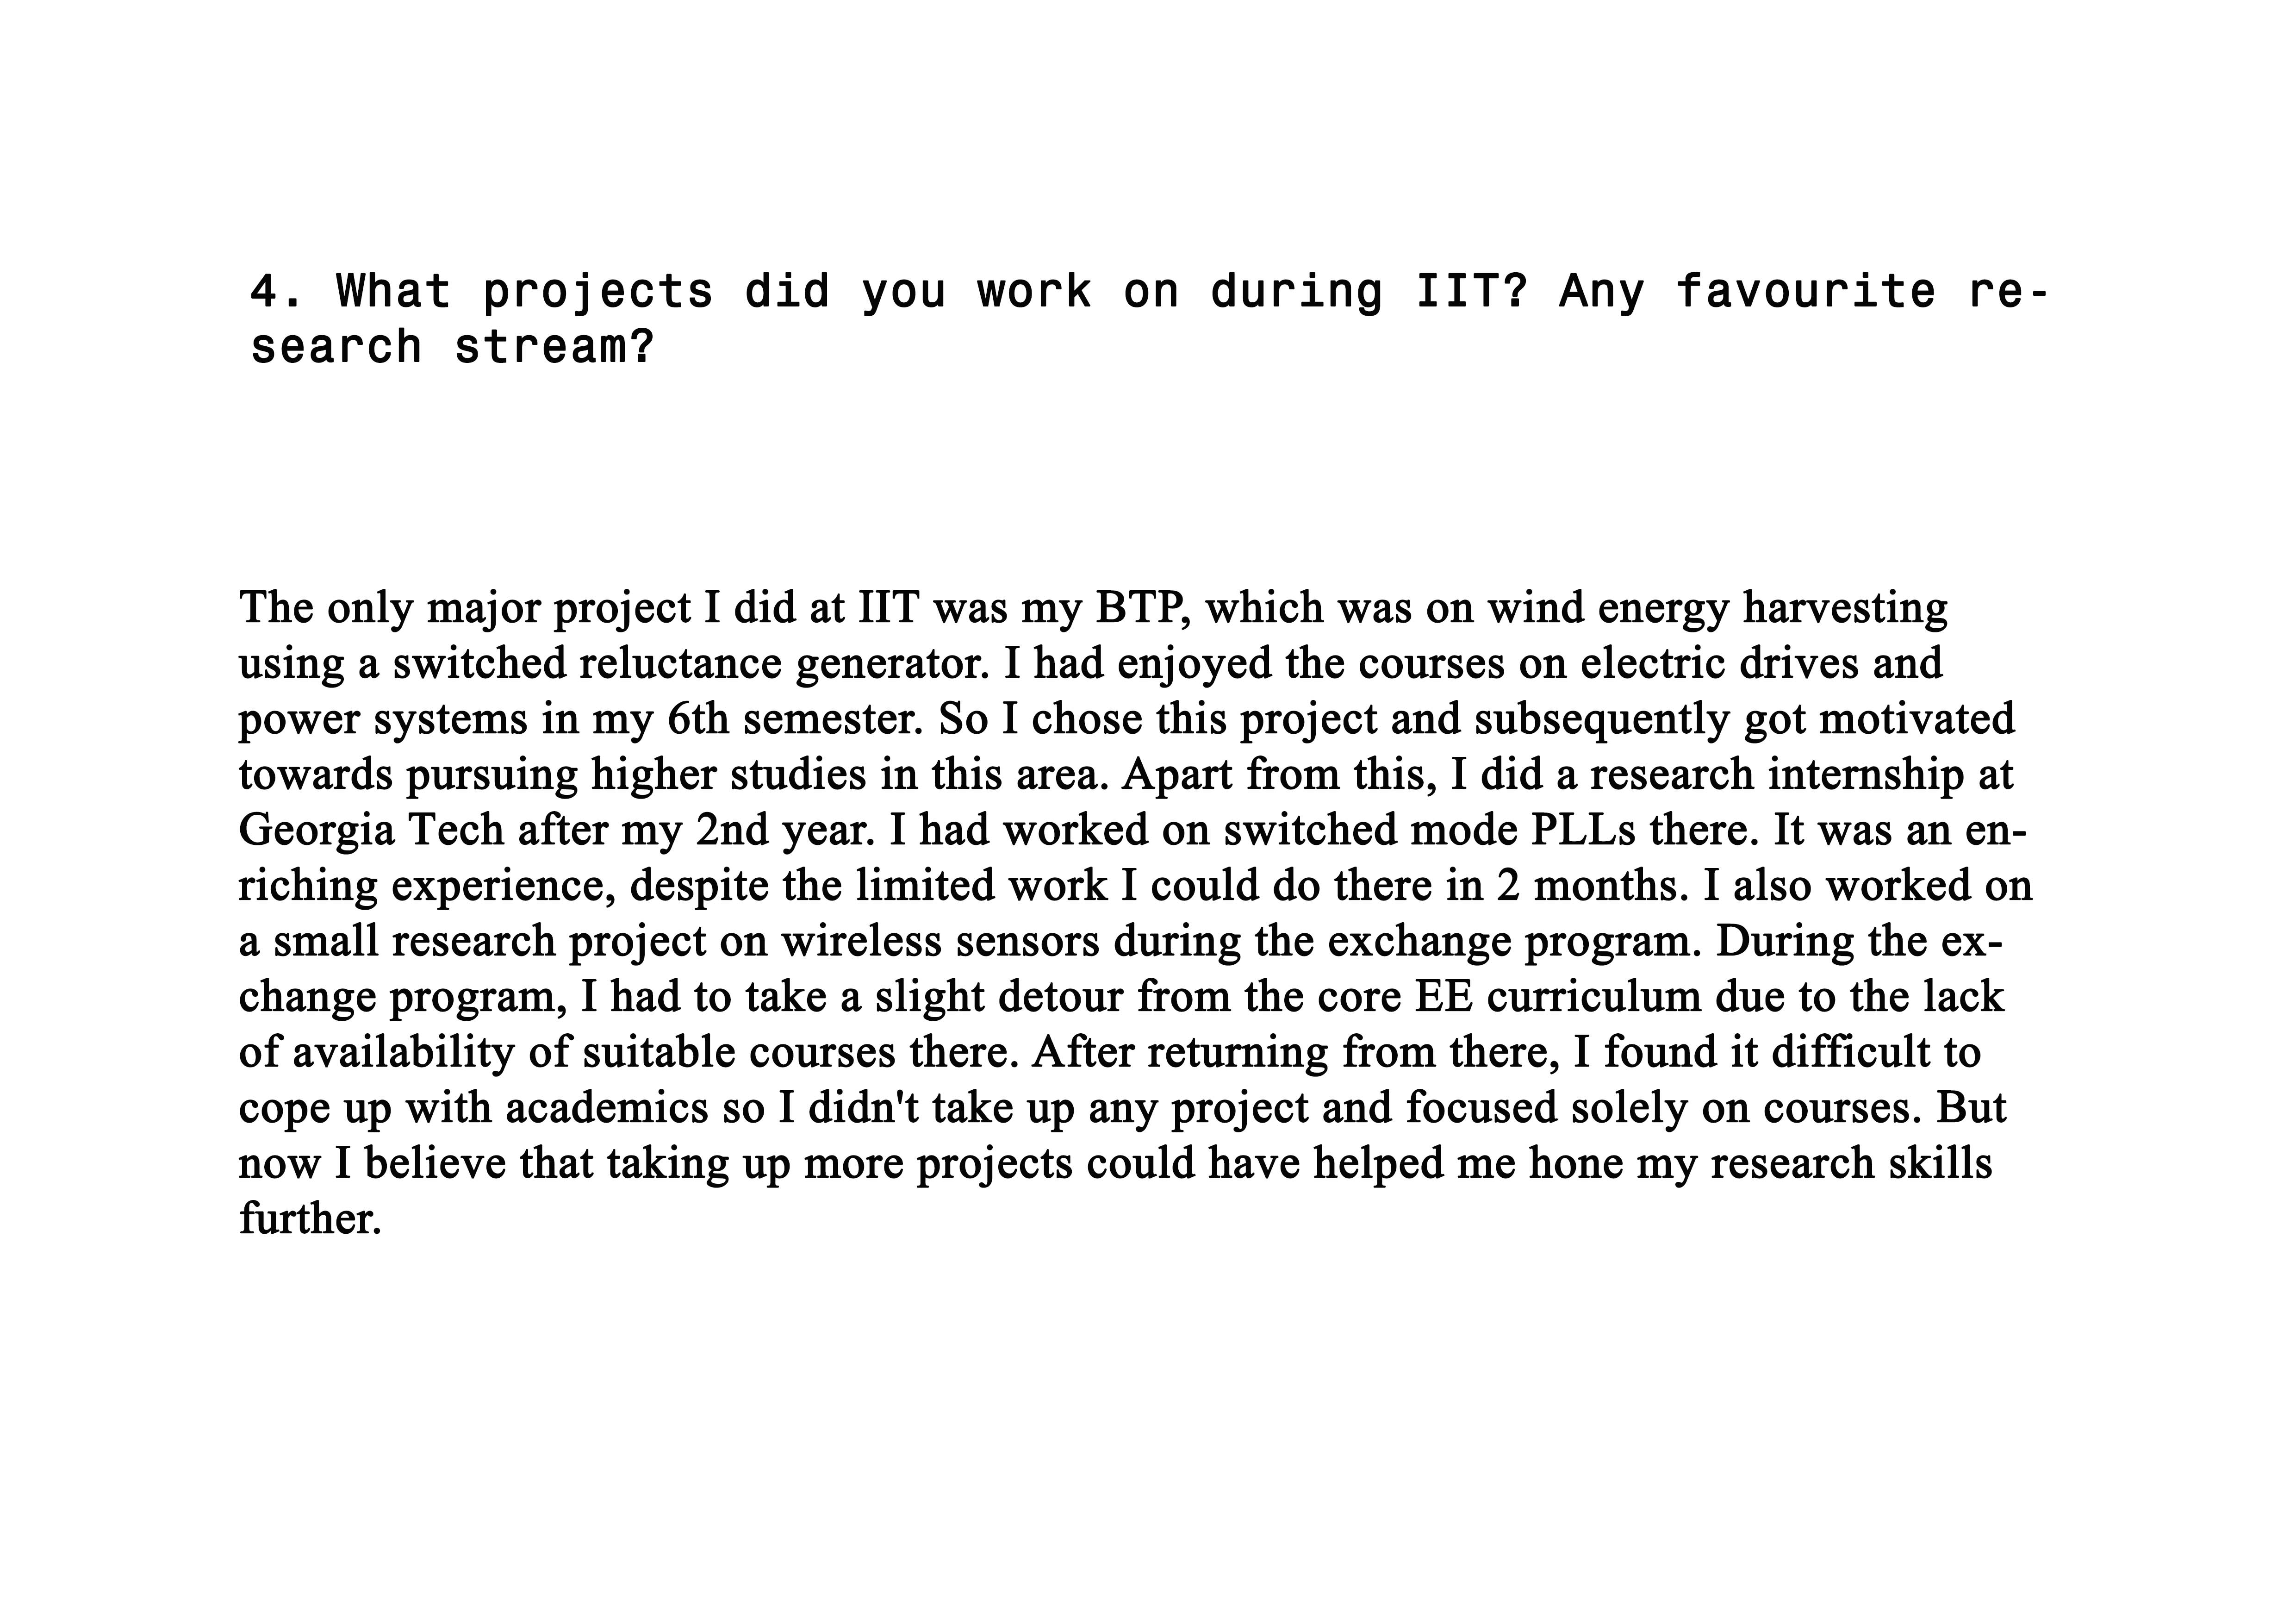 4. What projects did you work on during IIT? Any favourite re-
search stream?
The only major project I did at IIT was my BTP, which was on wind energy harvesting
using a switched reluctance generator. I had enjoyed the courses on electric drives and
power systems in my 6th semester. So I chose this project and subsequently got motivated
towards pursuing higher studies in this area. Apart from this, I did a research internship at
Georgia Tech after my 2nd year. I had worked on switched mode PLLs there. It was an en-
riching experience, despite the limited work I could do there in 2 months. I also worked on
a small research project on wireless sensors during the exchange program. During the ex-
change program, I had to take a slight detour from the core EE curriculum due to the lack
of availability of suitable courses there. After returning from there, I found it difficult to
cope up with academics so I didn't take up any project and focused solely on courses. But
now I believe that taking up more projects could have helped me hone my research skills
further.